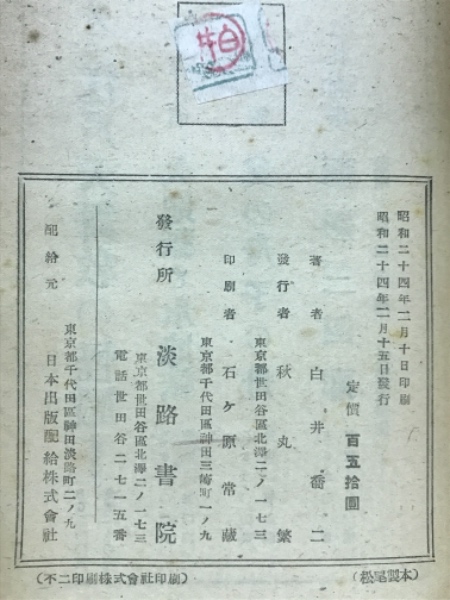 昭和二十四年二月十日印刷
昭和二十四年二月十五日發行
定價 百五拾圓
著者 白井喬二
發行者 秋丸 繁
東京都世田谷區北澤二ノ一七三
印刷者 石ケ原常藏
東京都千代田區神田三崎町一ノ九
發行所 淡路書院
東京都世田谷區北澤二ノ一七三
電話世田谷二七一五番
配給元
東京都千代田區神田淡路町二ノ九
日本出版配給株式會社
(松尾製本)
(不二印刷株式會社印刷)